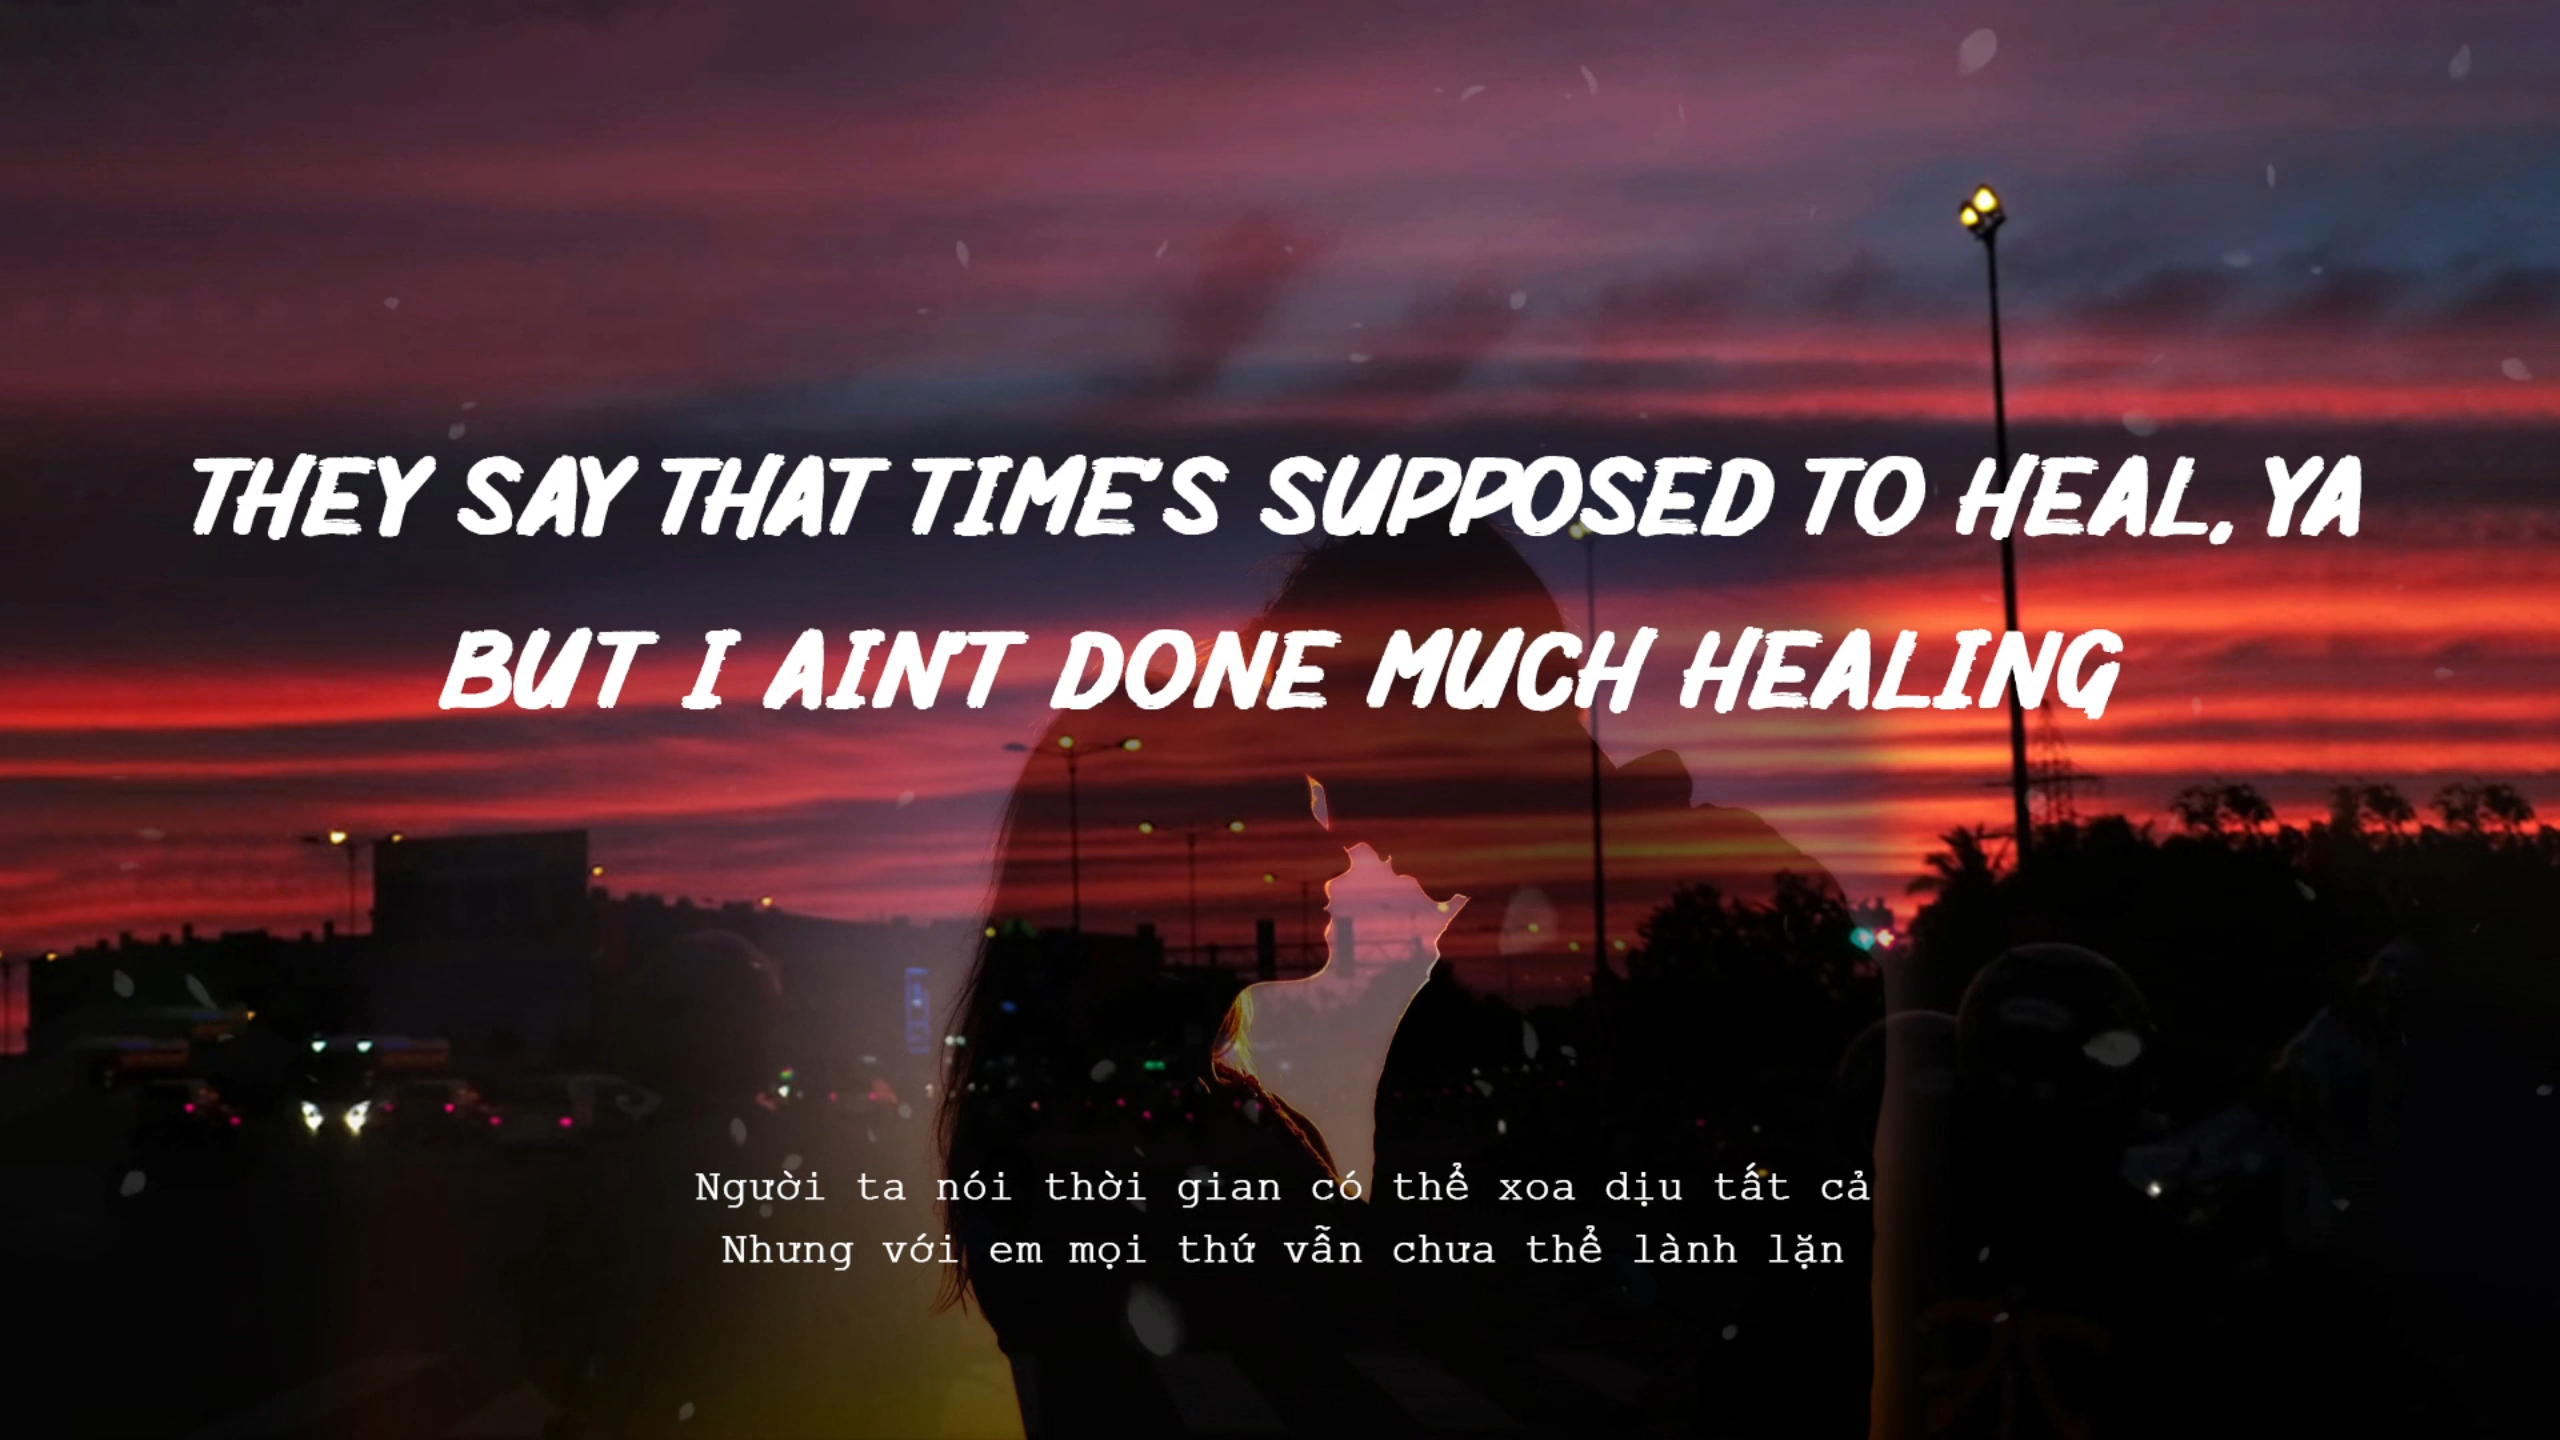 THEY SAY THAT TIME'S SUPPOSED TO HEAL, YA
BUT I AIN'T DONE MUCH HEALING
Người ta nói thời gian có thể xoa dịu tất cả
Nhưng với em mọi thứ vẫn chưa thể lành lặn